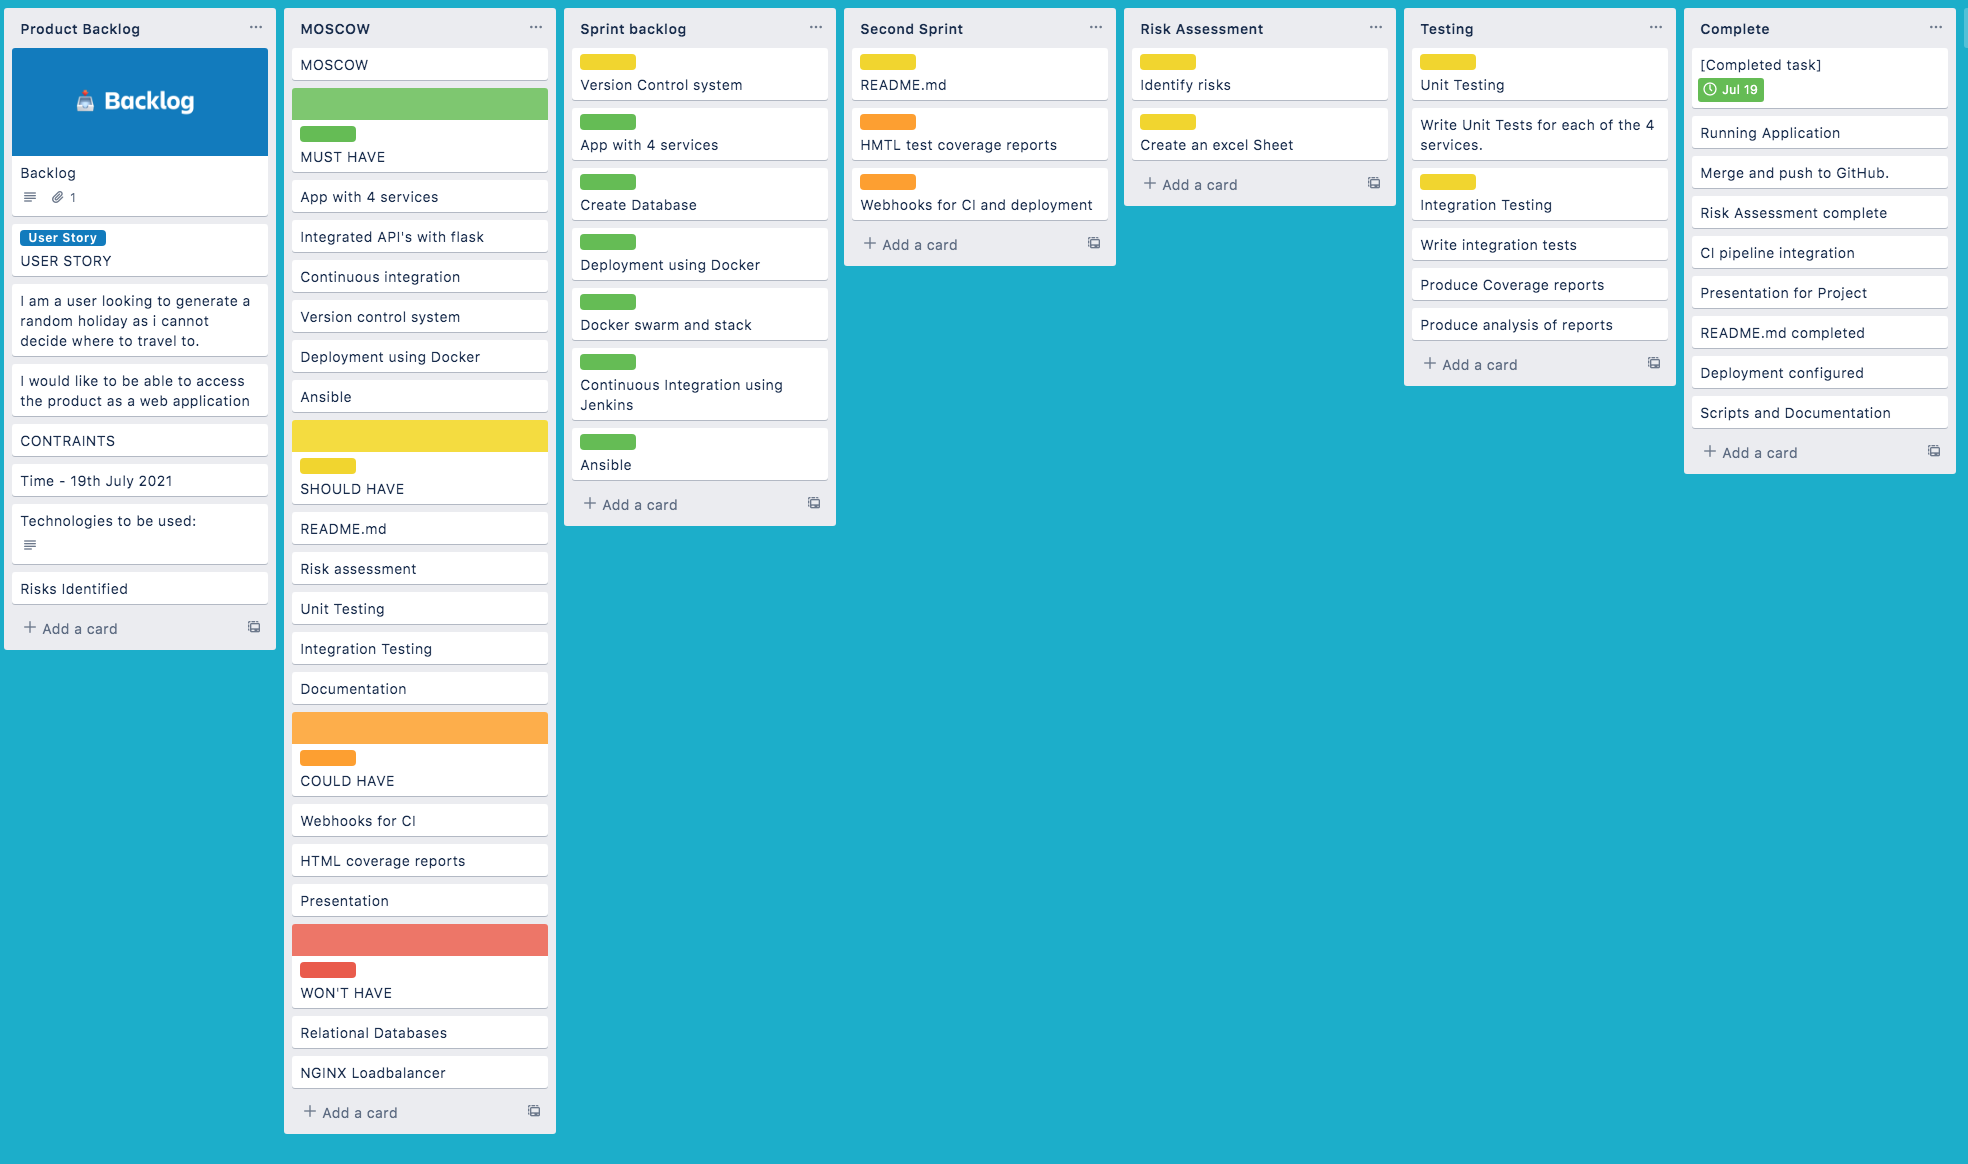 Product Backlog
Backlog
Backlog
1
User Story
USER STORY
I am a user looking to generate a
random holiday as i cannot
decide where to travel to.
I would like to be able to access
the product as a web application
CONTRAINTS
Time - 19th July 2021
Technologies to be used:
Risks Identified
+ Add a card
MOSCOW
MOSCOW
MUST HAVE
App with 4 services
Integrated API's with flask
Continuous integration
Version control system
Deployment using Docker
Ansible
SHOULD HAVE
README.md
Risk assessment
Unit Testing
Integration Testing
Documentation
COULD HAVE
Webhooks for CI
HTML coverage reports
Presentation
WON'T HAVE
Relational Databases
NGINX Loadbalancer
+ Add a card
Sprint backlog
Version Control system
App with 4 services
Create Database
Deployment using Docker
Docker swarm and stack
Continuous Integration using
Jenkins
Ansible
+ Add a card
Second Sprint
README.md
HMTL test coverage reports
Webhooks for CI and deployment
+ Add a card
Risk Assessment
Identify risks
Create an excel Sheet
+ Add a card
Testing
Unit Testing
Write Unit Tests for each of the 4
services.
Integration Testing
Write integration tests
Produce Coverage reports
Produce analysis of reports
+ Add a card
Complete
[Completed task]
Jul 19
Running Application
Merge and push to GitHub.
Risk Assessment complete
CI pipeline integration
Presentation for Project
README.md completed
Deployment configured
Scripts and Documentation
+ Add a card